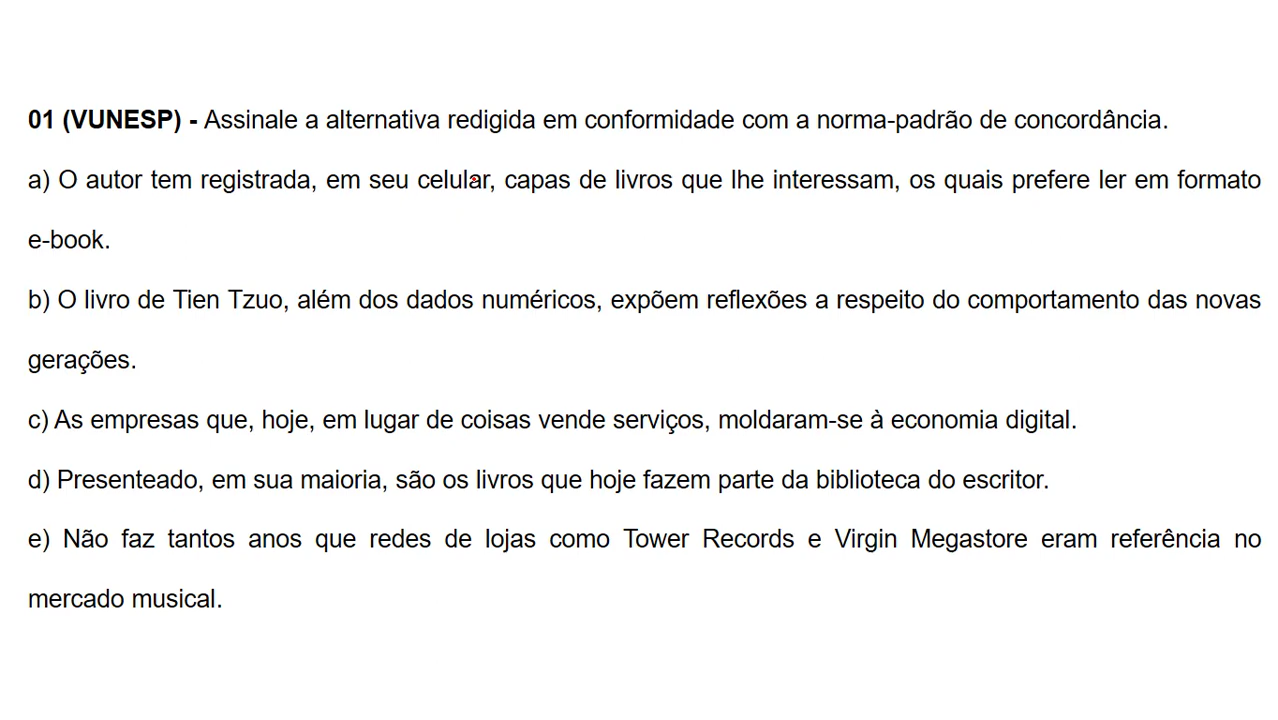 01 (VUNESP) - Assinale a alternativa redigida em conformidade com a norma-padrão de concordância.
a) O autor tem registrada, em seu celular, capas de livros que lhe interessam, os quais prefere ler em formato
e-book.
b) O livro de Tien Tzuo, além dos dados numéricos, expõem reflexões a respeito do comportamento das novas
gerações.
c) As empresas que, hoje, em lugar de coisas vende serviços, moldaram-se à economia digital.
d) Presenteado, em sua maioria, são os livros que hoje fazem parte da biblioteca do escritor.
e) Não faz tantos anos que redes de lojas como Tower Records e Virgin Megastore eram referência no
mercado musical.